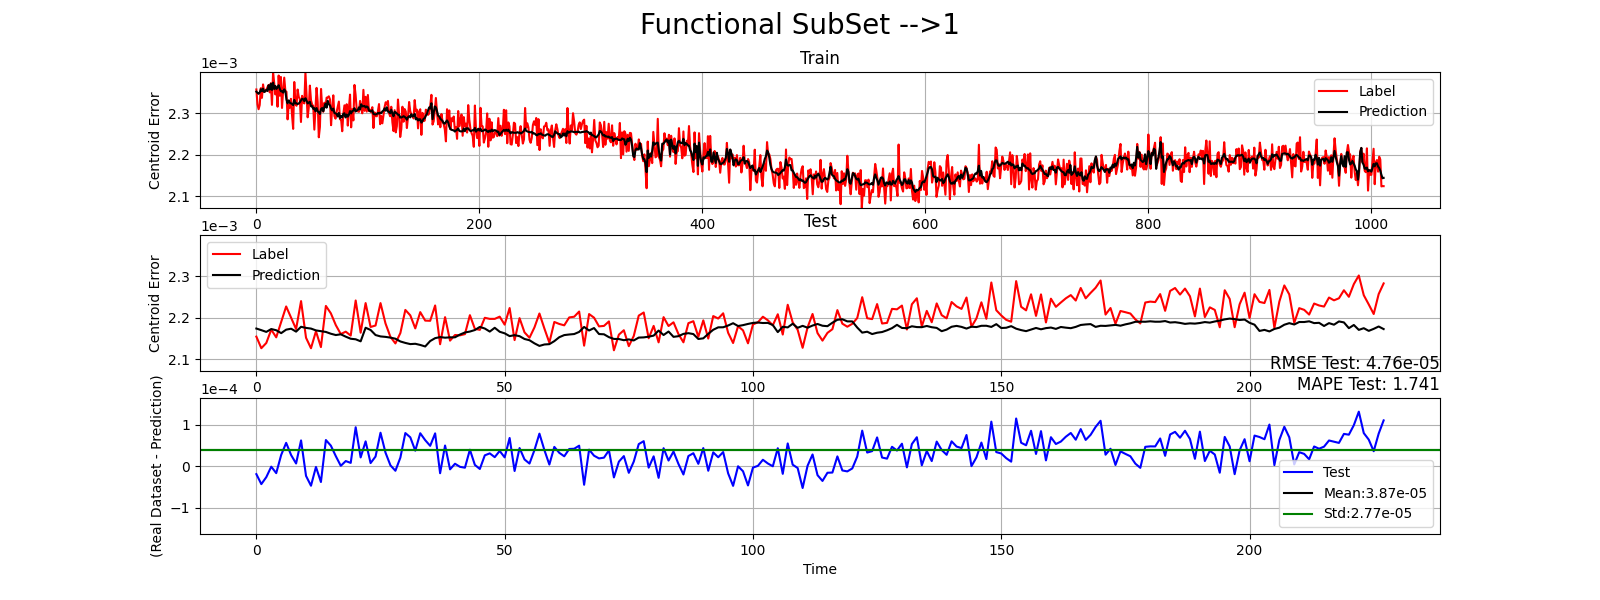 Functional SubSet -->1
Train
1e−3
Centroid Error
2.3
2.2
2.1
Label
Prediction
0 200 400 600 800 1000
Test
1e−3
Centroid Error
2.3
2.2
2.1
Label
Prediction
0 50 100 150 200
RMSE Test: 4.76e-05
MAPE Test: 1.741
1e−4
(Real Dataset - Prediction)
1
0
−1
Test
Mean:3.87e-05
Std:2.77e-05
0 50 100 150 200
Time